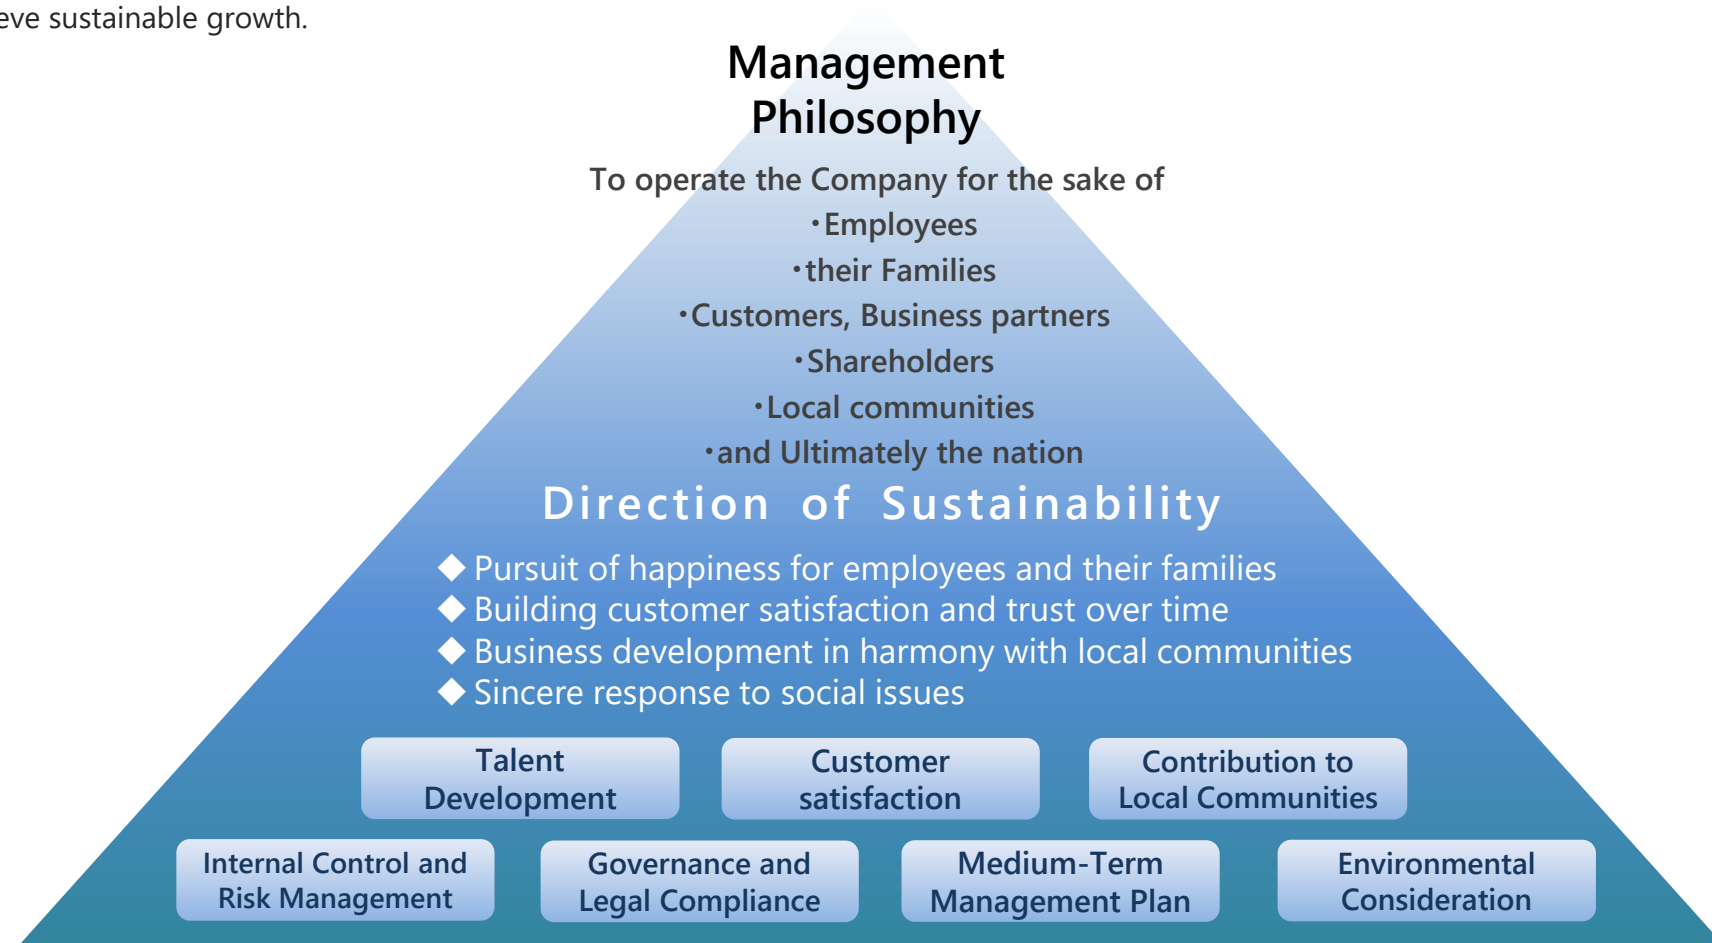 eve sustainable growth.
Management
Philosophy
To operate the Company for the sake of
・Employees
・their Families
・Customers, Business partners
・Shareholders
・Local communities
・and Ultimately the nation
Direction of Sustainability
◆ Pursuit of happiness for employees and their families
◆ Building customer satisfaction and trust over time
◆ Business development in harmony with local communities
◆ Sincere response to social issues
Talent
Development
Customer
satisfaction
Contribution to
Local Communities
Internal Control and
Risk Management
Governance and
Legal Compliance
Medium-Term
Management Plan
Environmental
Consideration